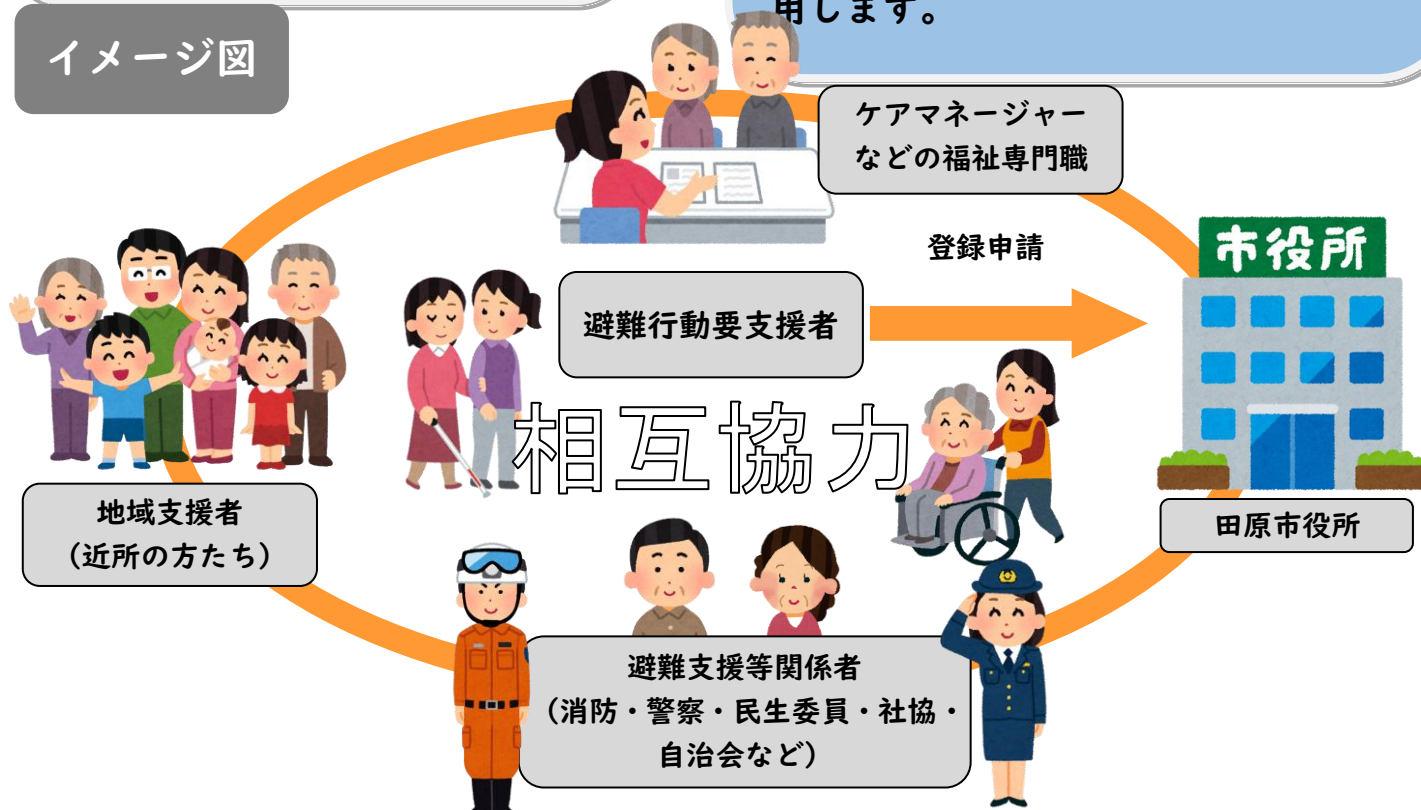 用します。
イメージ図
ケアマネージャー
などの福祉専門職
登録申請
市役所
避難行動要支援者
相互協力
地域支援者
（近所の方たち）
田原市役所
避難支援等関係者
（消防・警察・民生委員・社協・
自治会など）